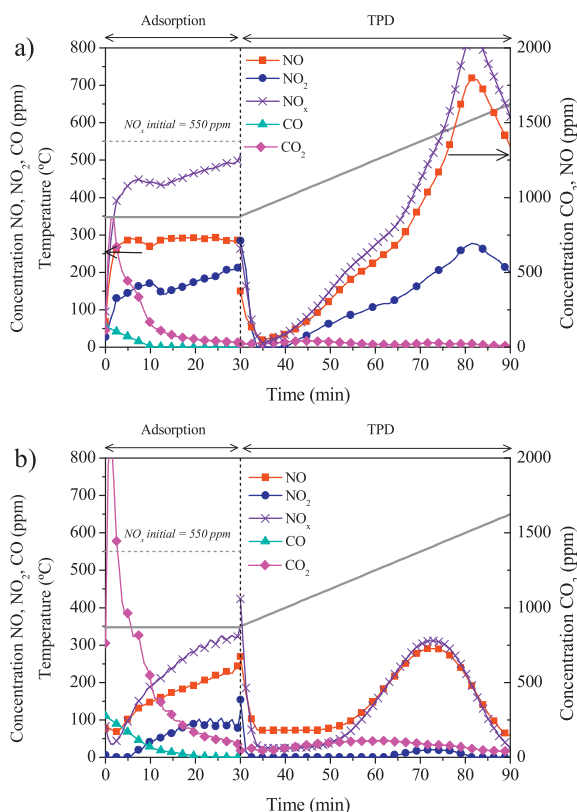 a)
Adsorption
TPD
NO
NO2
NOx
CO
CO2
NOx initial = 550 ppm
Concentration NO, NO2, CO (ppm)
Temperature (ºC)
800
700
600
500
400
300
200
100
0
2000
1500
1000
500
0
Concentration CO2, NO (ppm)
0 10 20 30 40 50 60 70 80 90
Time (min)
b)
Adsorption
TPD
NO
NO2
NOx
CO
CO2
NOx initial = 550 ppm
Concentration NO, NO2, CO (ppm)
Temperature (ºC)
800
700
600
500
400
300
200
100
0
2000
1500
1000
500
0
Concentration CO2 (ppm)
0 10 20 30 40 50 60 70 80 90
Time (min)